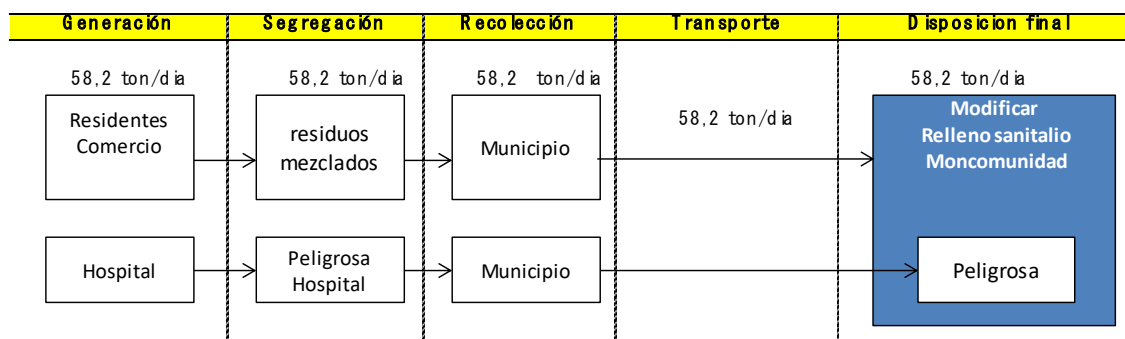 Generación Segregación Recolección Transporte Disposicion final
58,2 ton/dia 58,2 ton/dia 58,2 ton/dia 58,2 ton/dia
Residentes
Comercio
residuos
mezclados
Municipio
58,2 ton/dia
Modificar
Relleno sanitalio
Moncomunidad
Hospital
Peligrosa
Hospital
Municipio
Peligrosa